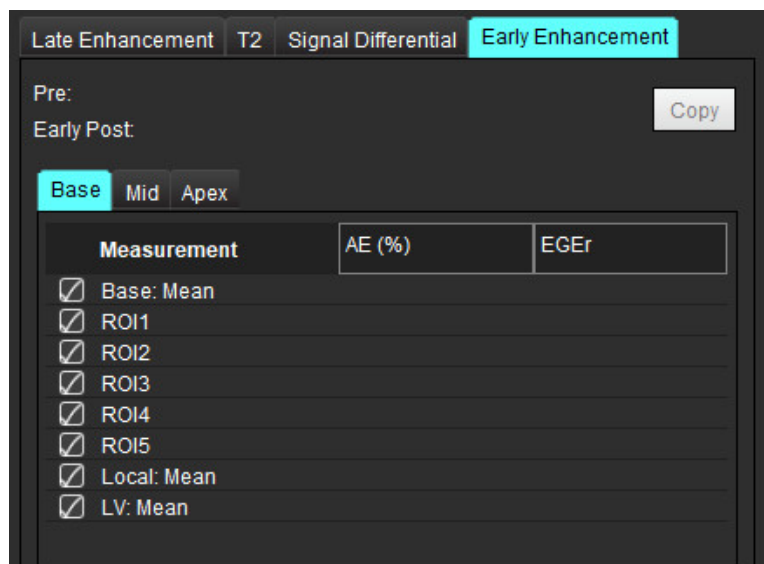 Late Enhancement T2 Signal Differential Early Enhancement
Pre:
Copy
Early Post:
Base Mid Apex
Measurement AE (%) EGEr
Base: Mean
ROI1
ROI2
ROI3
ROI4
ROI5
Local: Mean
LV: Mean